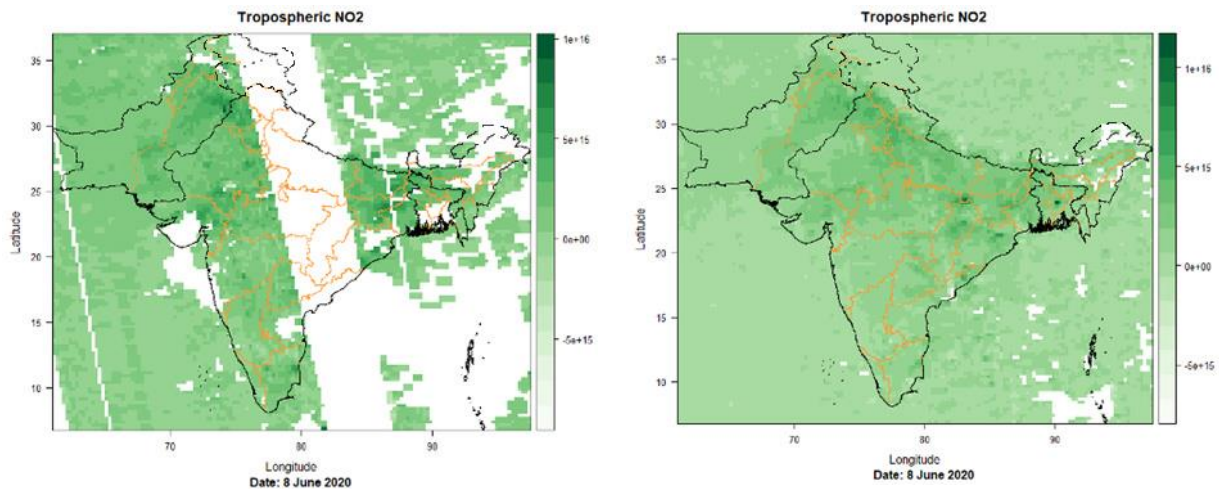 Tropospheric NO2
35
30
25
20
15
10
Latitude
70
80
90
Longitude
Date: 8 June 2020
1e+16
5e+15
0e+00
-5e+15
Tropospheric NO2
35
30
25
20
15
10
Latitude
70
80
90
Longitude
Date: 8 June 2020
1e+16
5e+15
0e+00
-5e+15